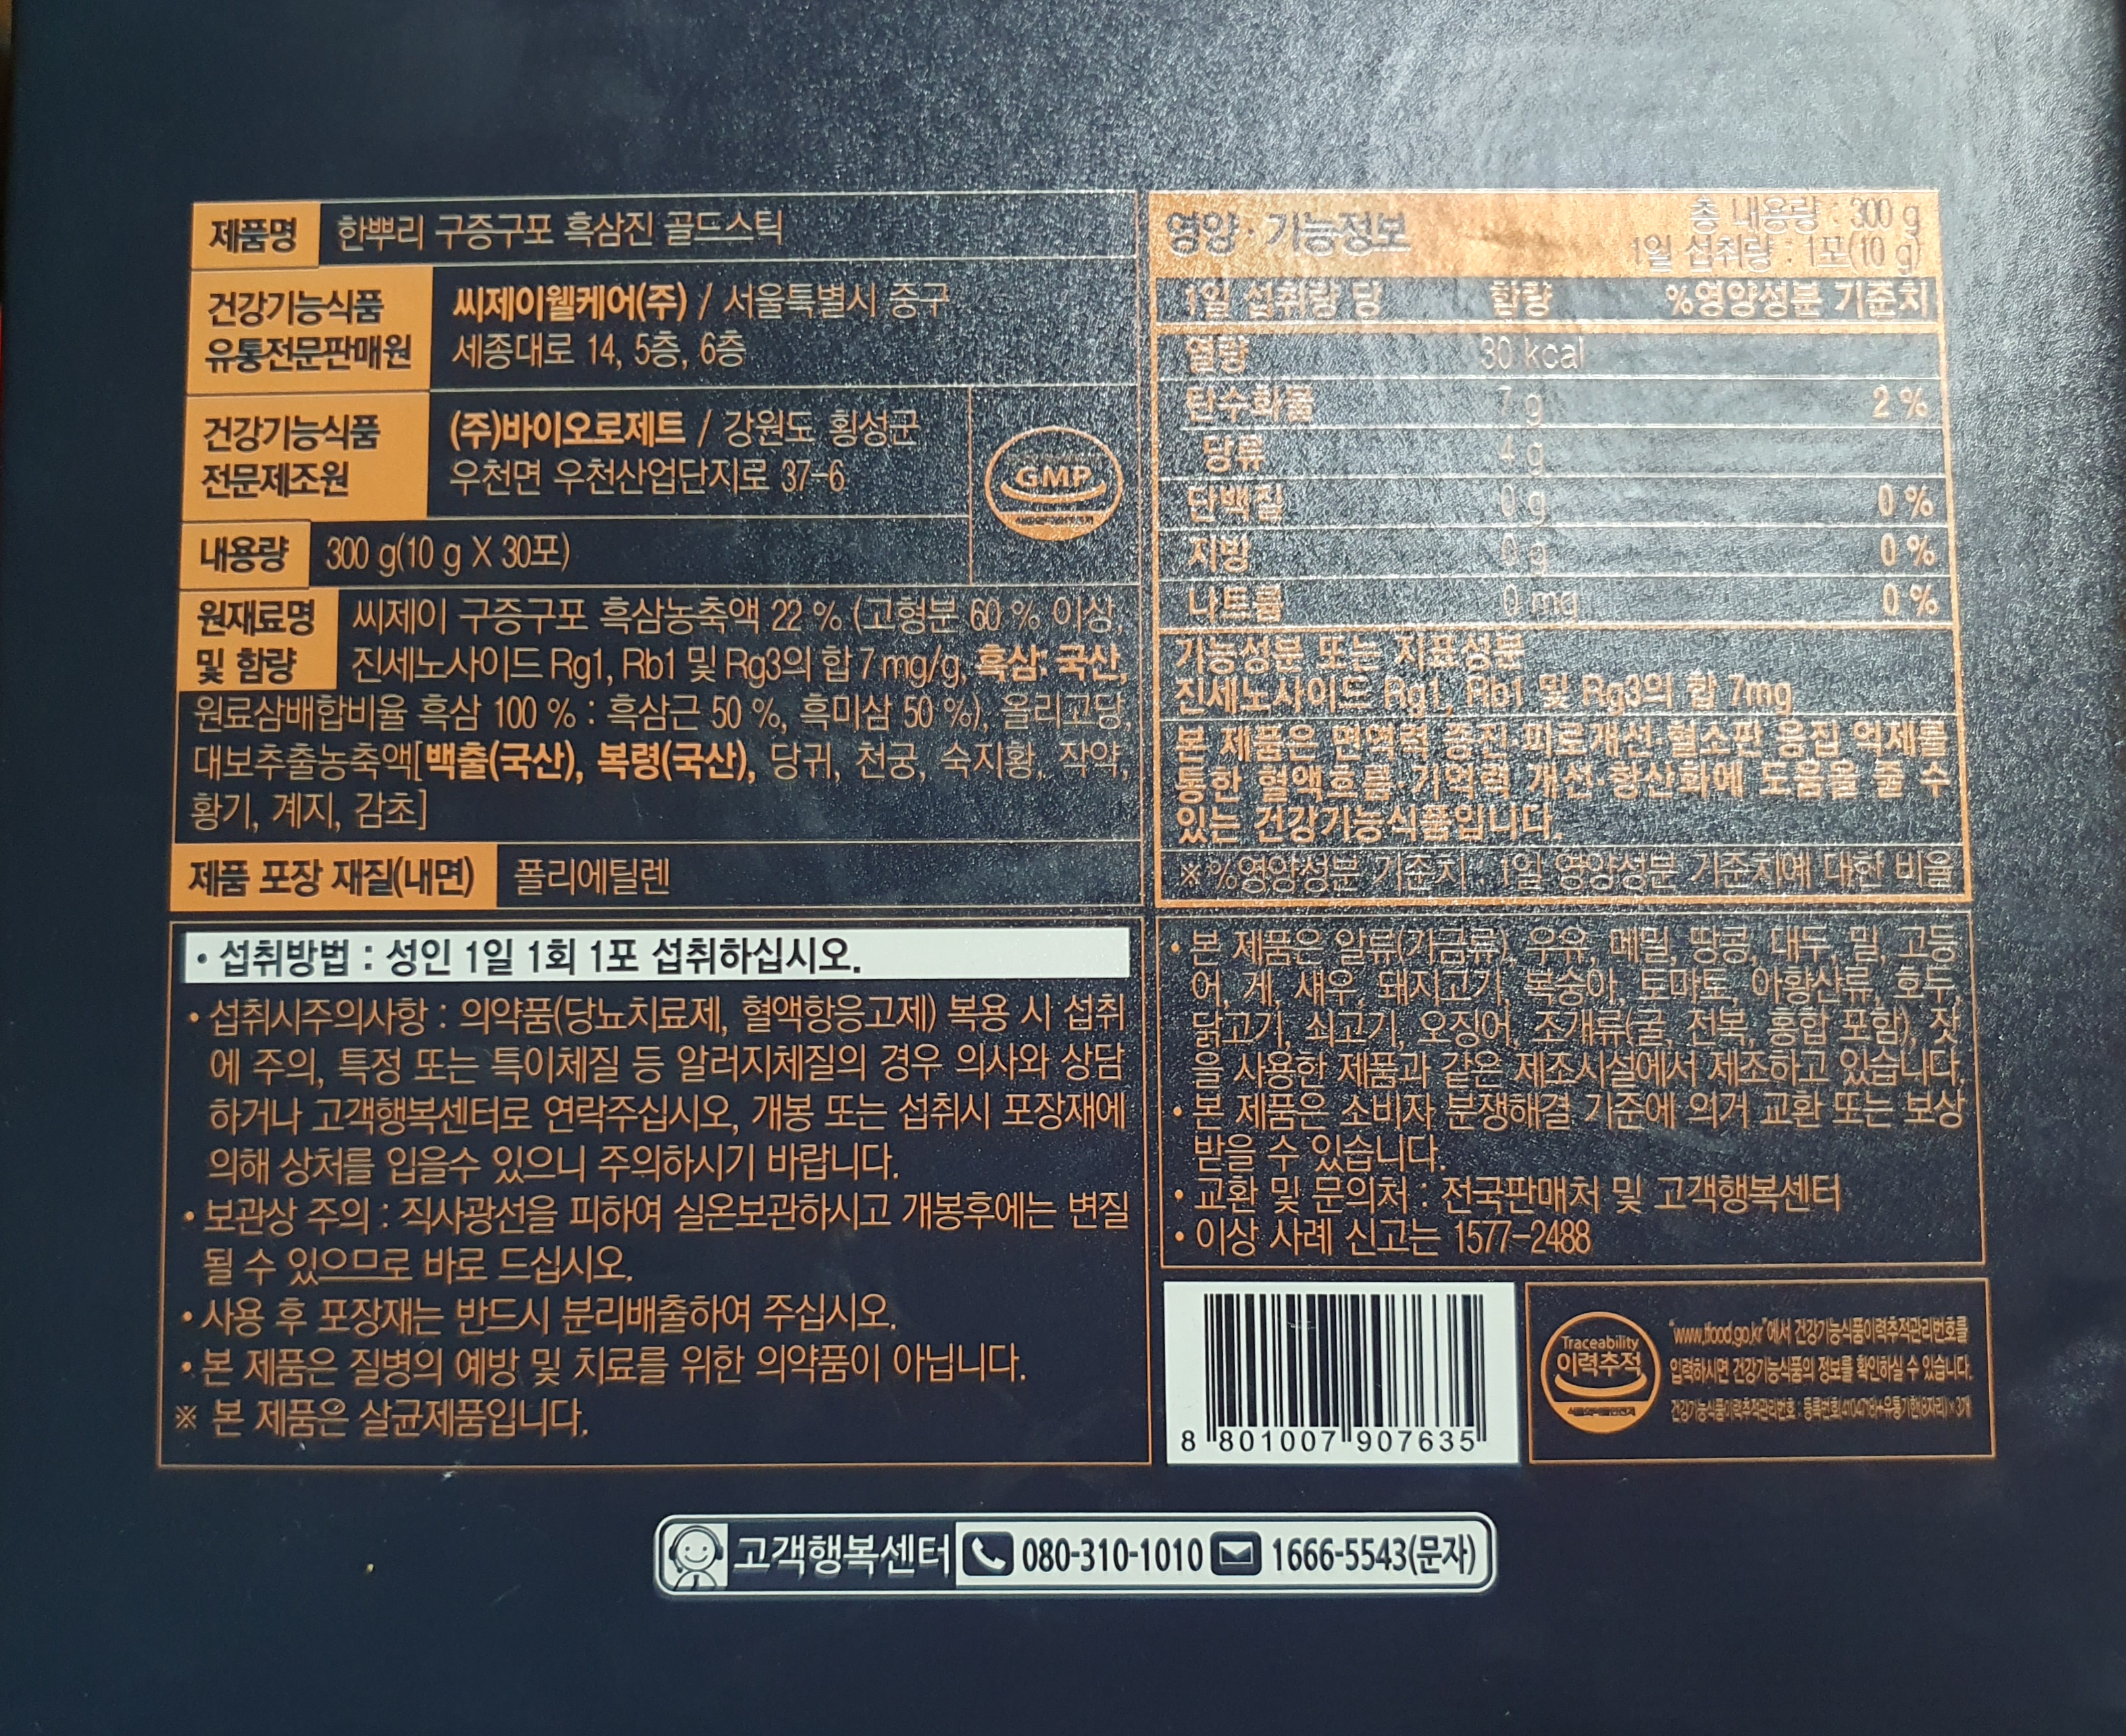 제품명 한뿌리 구증구포 흑삼진 골드스틱
건강기능식품
유통전문판매원
씨제이웰케어(주) / 서울특별시 중구
세종대로 14, 5층, 6층
건강기능식품
전문제조원
(주)바이오로제트 / 강원도 횡성군
우천면 우천산업단지로 37-6
GMP
내용량 300 g(10 g X 30포)
원재료명
및 함량
씨제이 구증구포 흑삼농축액 22 % (고형분 60 % 이상,
진세노사이드 Rg1, Rb1 및 Rg3의 합 7 mg/g, 흑삼: 국산,
원료삼배합비율 흑삼 100 % : 흑삼근 50 %, 흑미삼 50 %), 올리고당,
대보추출농축액[백출(국산), 복령(국산), 당귀, 천궁, 숙지황, 작약,
황기, 계지, 감초]
제품 포장 재질(내면) 폴리에틸렌
• 섭취방법 : 성인 1일 1회 1포 섭취하십시오.
• 섭취시주의사항 : 의약품(당뇨치료제, 혈액항응고제) 복용 시 섭취
에 주의, 특정 또는 특이체질 등 알러지체질의 경우 의사와 상담
하거나 고객행복센터로 연락주십시오, 개봉 또는 섭취시 포장재에
의해 상처를 입을수 있으니 주의하시기 바랍니다.
• 보관상 주의 : 직사광선을 피하여 실온보관하시고 개봉후에는 변질
될 수 있으므로 바로 드십시오.
• 사용 후 포장재는 반드시 분리배출하여 주십시오.
• 본 제품은 질병의 예방 및 치료를 위한 의약품이 아닙니다.
※ 본 제품은 살균제품입니다.
영양·기능정보
총 내용량 : 300 g
1일 섭취량 : 1포(10 g)
1일 섭취량 당 함량 %영양성분 기준치
열량 30 kcal
탄수화물 7 g 2 %
당류 4 g
단백질 0 g 0 %
지방 0 g 0 %
나트륨 0 mg 0 %
기능성분 또는 지표성분
진세노사이드 Rg1, Rb1 및 Rg3의 합 7mg
본 제품은 면역력 증진·피로개선·혈소판 응집 억제를
통한 혈액흐름·기억력 개선·항산화에 도움을 줄 수
있는 건강기능식품입니다.
※%영양성분 기준치 : 1일 영양성분 기준치에 대한 비율
• 본 제품은 알류(가금류), 우유, 메밀, 땅콩, 대두, 밀, 고등
어, 게, 새우, 돼지고기, 복숭아, 토마토, 아황산류, 호두,
닭고기, 쇠고기, 오징어, 조개류(굴, 전복, 홍합 포함), 잣
을 사용한 제품과 같은 제조시설에서 제조하고 있습니다.
• 본 제품은 소비자 분쟁해결 기준에 의거 교환 또는 보상
받을 수 있습니다.
• 교환 및 문의처 : 전국판매처 및 고객행복센터
• 이상 사례 신고는 1577-2488
8 801007 907635
Traceability
이력추적
"www.tfood.go.kr"에서 건강기능식품이력추적관리번호를
입력하시면 건강기능식품의 정보를 확인하실 수 있습니다.
건강기능식품이력추적관리번호 :
고객행복센터 080-310-1010 1666-5543(문자)